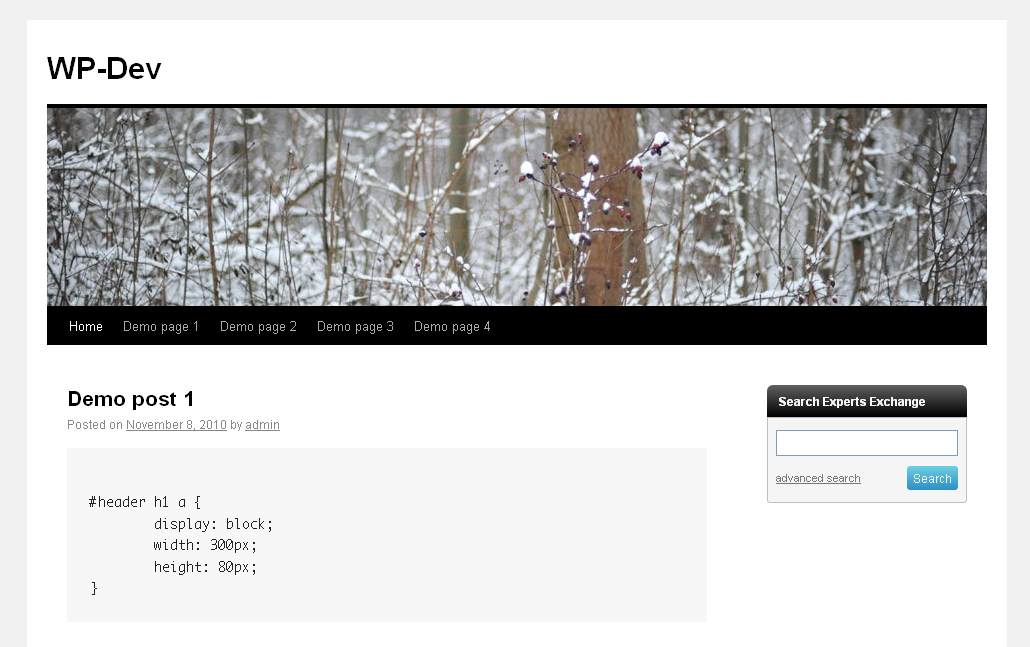 WP-Dev
Home Demo page 1 Demo page 2 Demo page 3 Demo page 4
Demo post 1
Posted on November 8, 2010 by admin
#header h1 a {
display: block;
width: 300px;
height: 80px;
}
Search Experts Exchange
advanced search Search